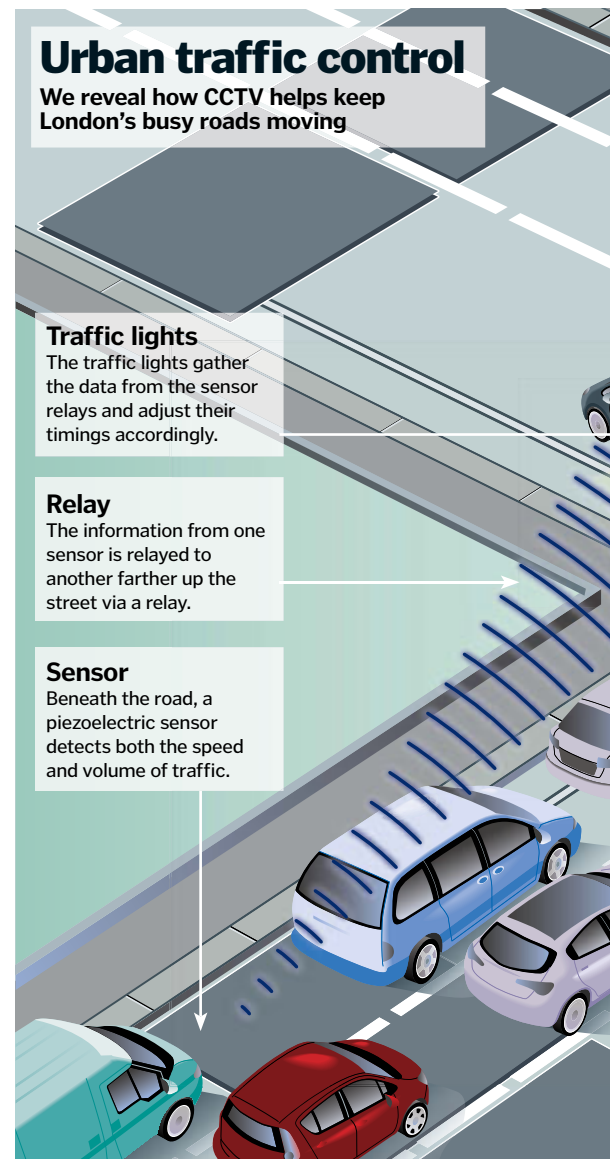 Urban traffic control
We reveal how CCTV helps keep
London's busy roads moving
Traffic lights
The traffic lights gather
the data from the sensor
relays and adjust their
timings accordingly.
Relay
The information from one
sensor is relayed to
another farther up the
street via a relay.
Sensor
Beneath the road, a
piezoelectric sensor
detects both the speed
and volume of traffic.